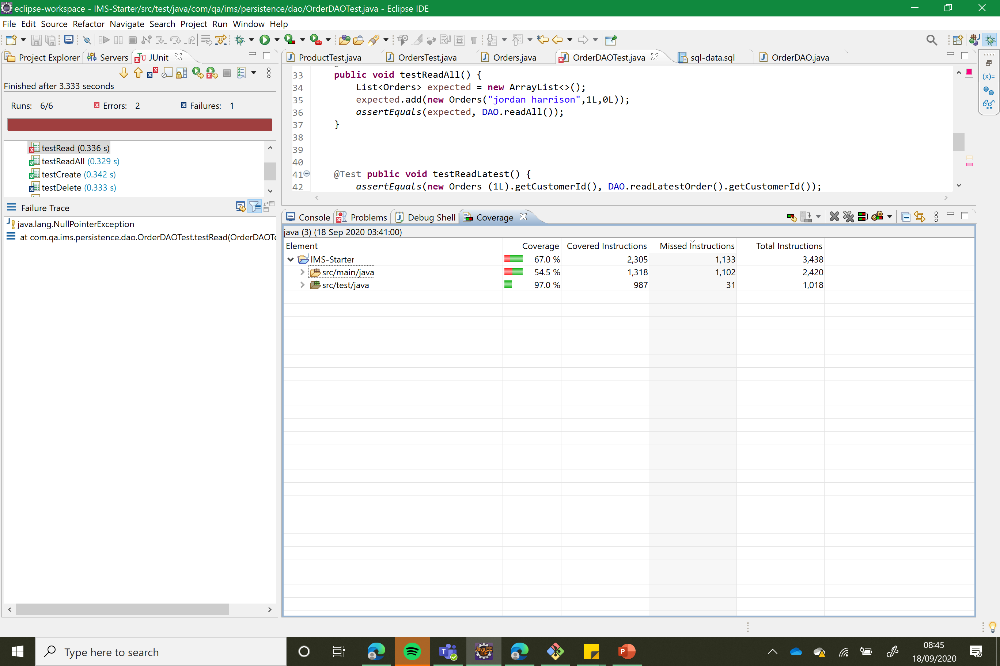 eclipse-workspace - IMS-Starter/src/test/java/com/qa/ims/persistence/dao/OrderDAOTest.java - Eclipse IDE
File Edit Source Refactor Navigate Search Project Run Window Help
Project Explorer Servers JUnit
Finished after 3.333 seconds
Runs: 6/6 Errors: 2 Failures: 1
testRead (0.336 s)
testReadAll (0.329 s)
testCreate (0.342 s)
testDelete (0.333 s)
Failure Trace
java.lang.NullPointerException
at com.qa.ims.persistence.dao.OrderDAOTest.testRead(OrderDAOTe
ProductTest.java OrdersTest.java Orders.java OrderDAOTest.java sql-data.sql OrderDAO.java
33 public void testReadAll() {
34 List<Orders> expected = new ArrayList<>();
35 expected.add(new Orders("jordan harrison",1L,0L));
36 assertEquals(expected, DAO.readAll());
37 }
38
39
40
41 @Test public void testReadLatest() {
42 assertEquals(new Orders (1L).getCustomerId(), DAO.readLatestOrder().getCustomerId());
Console Problems Debug Shell Coverage
java (3) (18 Sep 2020 03:41:00)
Element Coverage Covered Instructions Missed Instructions Total Instructions
IMS-Starter 67.0 % 2,305 1,133 3,438
src/main/java 54.5 % 1,318 1,102 2,420
src/test/java 97.0 % 987 31 1,018
Type here to search
08:45
18/09/2020